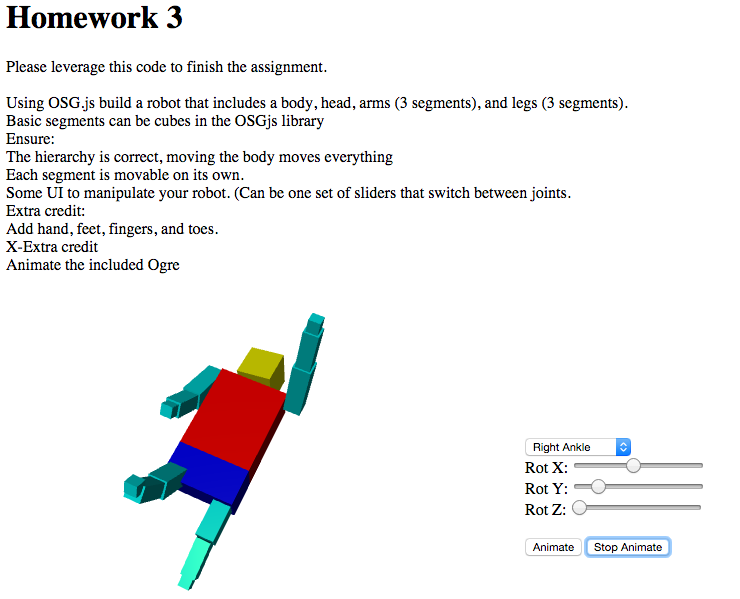 Homework 3
Please leverage this code to finish the assignment.
Using OSG.js build a robot that includes a body, head, arms (3 segments), and legs (3 segments).
Basic segments can be cubes in the OSGjs library
Ensure:
The hierarchy is correct, moving the body moves everything
Each segment is movable on its own.
Some UI to manipulate your robot. (Can be one set of sliders that switch between joints.
Extra credit:
Add hand, feet, fingers, and toes.
X-Extra credit
Animate the included Ogre
Right Ankle
Rot X:
Rot Y:
Rot Z:
Animate Stop Animate